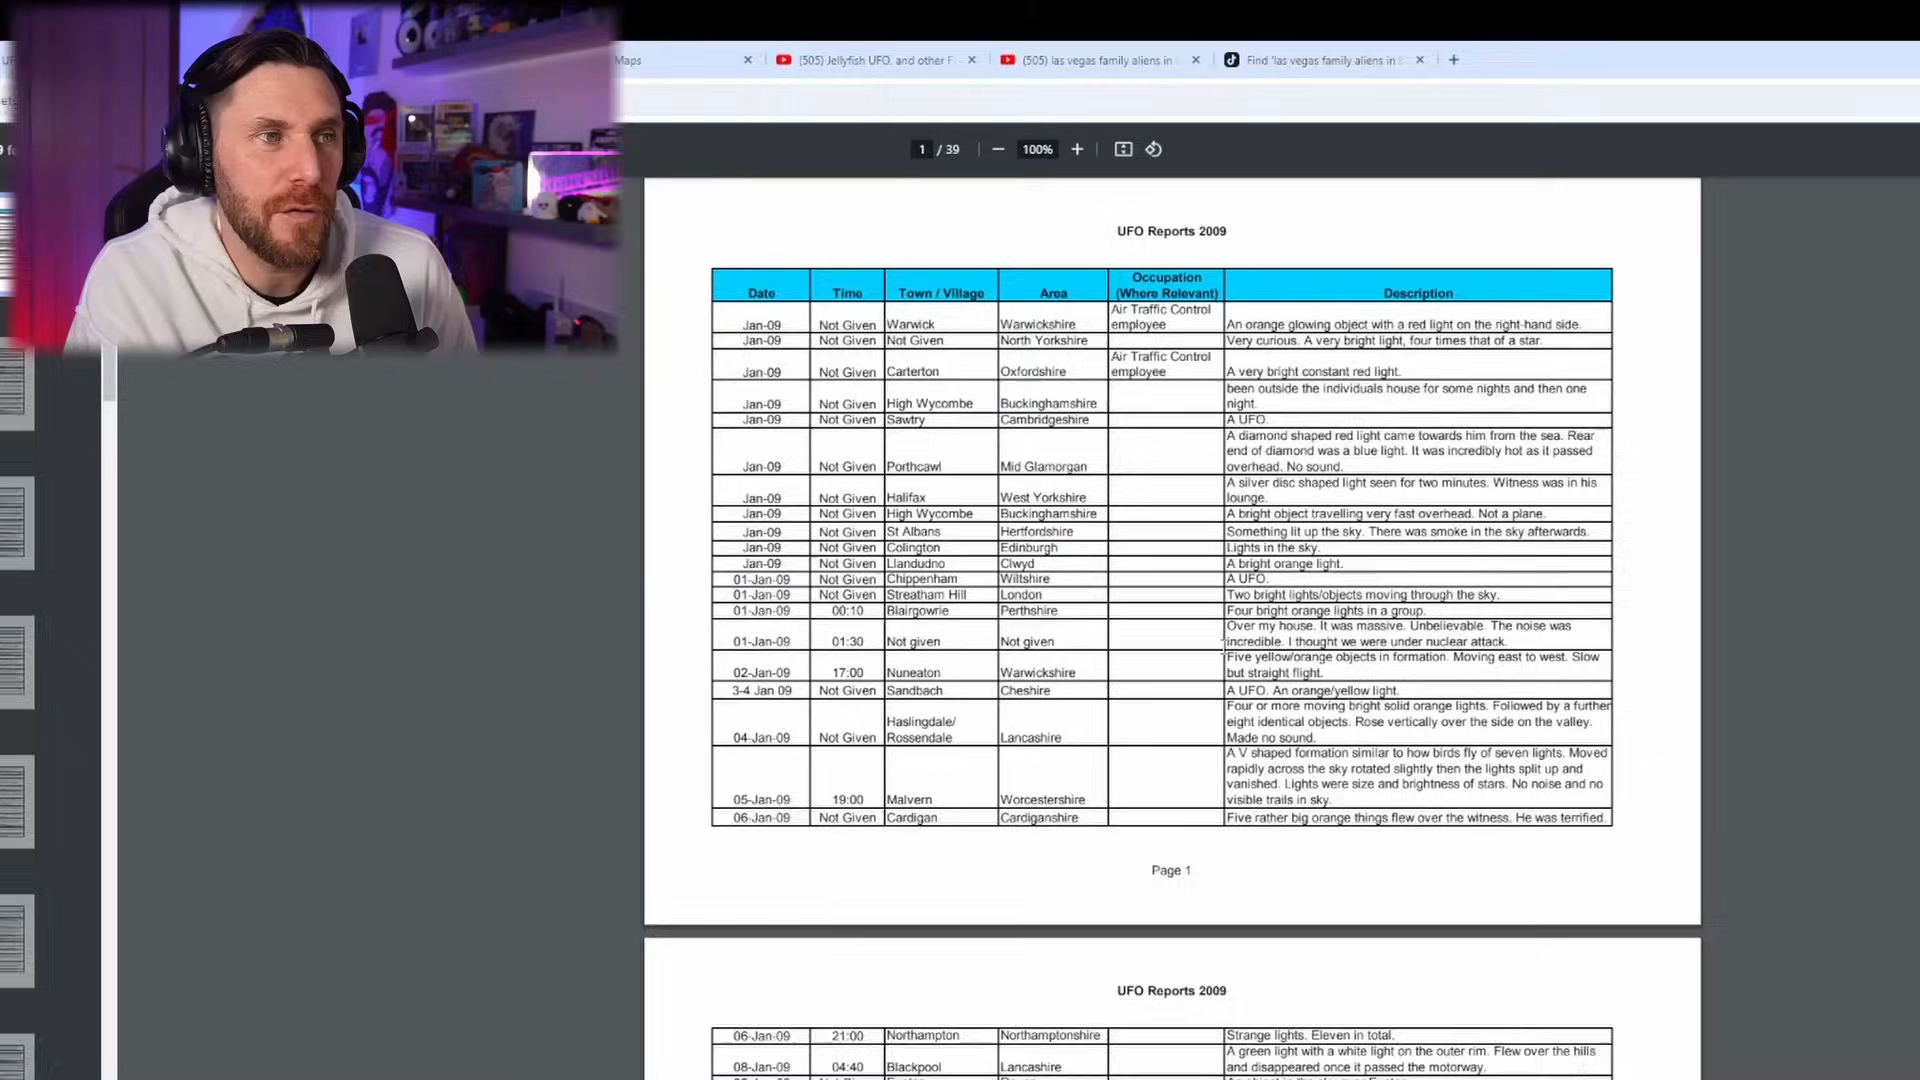 Maps
(505) Jellyfish UFO, and other F
(505) las vegas family aliens in
Find 'las vegas family aliens in
1 / 39
100%
UFO Reports 2009
Date Time Town / Village Area Occupation (Where Relevant) Description
Jan-09 Not Given Warwick Warwickshire Air Traffic Control employee An orange glowing object with a red light on the right-hand side.
Jan-09 Not Given Not Given North Yorkshire Very curious. A very bright light, four times that of a star.
Jan-09 Not Given Carterton Oxfordshire Air Traffic Control employee A very bright constant red light.
Jan-09 Not Given High Wycombe Buckinghamshire been outside the individuals house for some nights and then one
night.
Jan-09 Not Given Sawtry Cambridgeshire A UFO.
Jan-09 Not Given Porthcawl Mid Glamorgan A diamond shaped red light came towards him from the sea. Rear
end of diamond was a blue light. It was incredibly hot as it passed
overhead. No sound.
Jan-09 Not Given Halifax West Yorkshire A silver disc shaped light seen for two minutes. Witness was in his
lounge.
Jan-09 Not Given High Wycombe Buckinghamshire A bright object travelling very fast overhead. Not a plane.
Jan-09 Not Given St Albans Hertfordshire Something lit up the sky. There was smoke in the sky afterwards.
Jan-09 Not Given Colington Edinburgh Lights in the sky.
Jan-09 Not Given Llandudno Clwyd A bright orange light.
01-Jan-09 Not Given Chippenham Wiltshire A UFO.
01-Jan-09 Not Given Streatham Hill London Two bright lights/objects moving through the sky.
01-Jan-09 00:10 Blairgowrie Perthshire Four bright orange lights in a group.
01-Jan-09 01:30 Not given Not given Over my house. It was massive. Unbelievable. The noise was
incredible. I thought we were under nuclear attack.
02-Jan-09 17:00 Nuneaton Warwickshire Five yellow/orange objects in formation. Moving east to west. Slow
but straight flight.
3-4 Jan 09 Not Given Sandbach Cheshire A UFO. An orange/yellow light.
04-Jan-09 Not Given Haslingdale/ Rossendale Lancashire Four or more moving bright solid orange lights. Followed by a further
eight identical objects. Rose vertically over the side on the valley.
Made no sound.
05-Jan-09 19:00 Malvern Worcestershire A V shaped formation similar to how birds fly of seven lights. Moved
rapidly across the sky rotated slightly then the lights split up and
vanished. Lights were size and brightness of stars. No noise and no
visible trails in sky.
06-Jan-09 Not Given Cardigan Cardiganshire Five rather big orange things flew over the witness. He was terrified.
Page 1
UFO Reports 2009
06-Jan-09 21:00 Northampton Northamptonshire Strange lights. Eleven in total.
08-Jan-09 04:40 Blackpool Lancashire A green light with a white light on the outer rim. Flew over the hills
and disappeared once it passed the motorway.